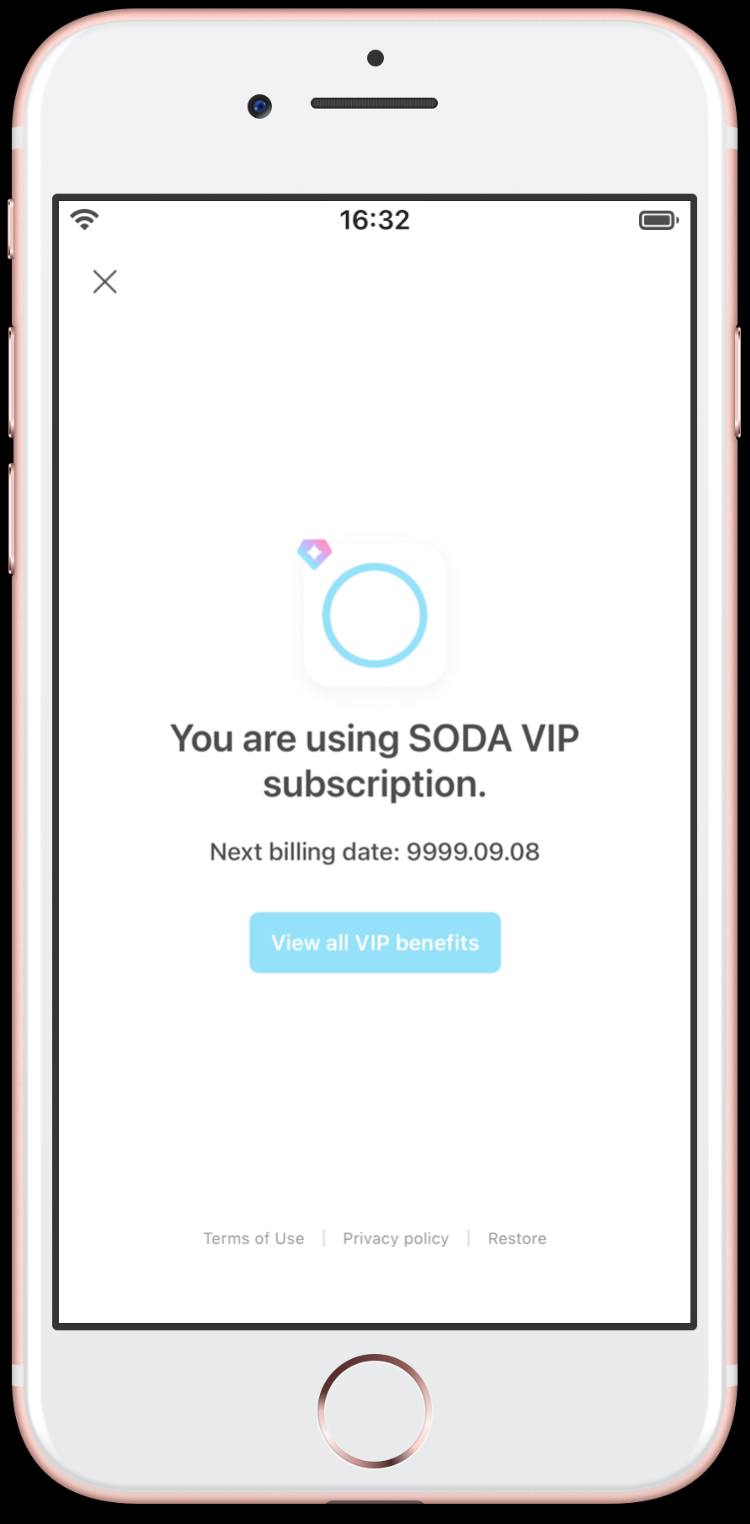 16:32
You are using SODA VIP
subscription.
Next billing date: 9999.09.08
View all VIP benefits
Terms of Use | Privacy policy | Restore